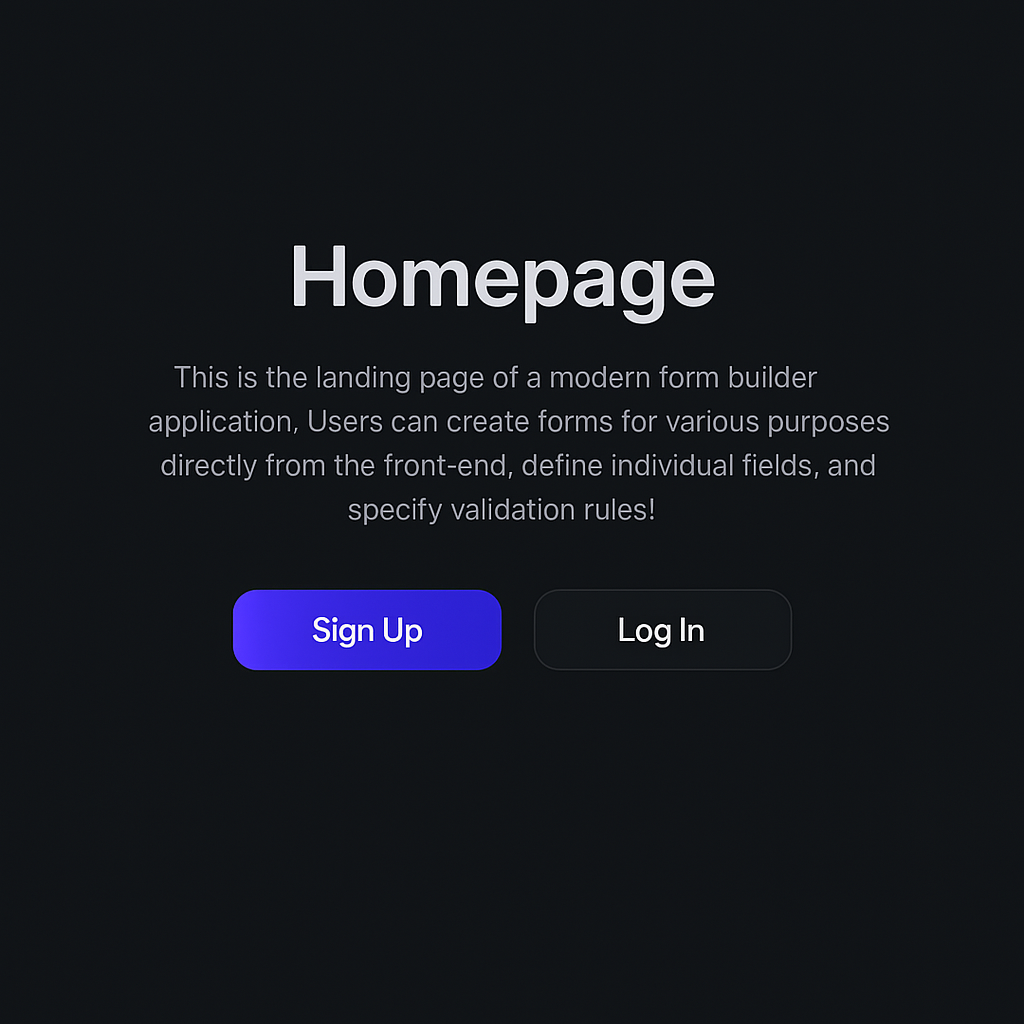 Homepage
This is the landing page of a modern form builder
application, Users can create forms for various purposes
directly from the front-end, define individual fields, and
specify validation rules!
Sign Up
Log In